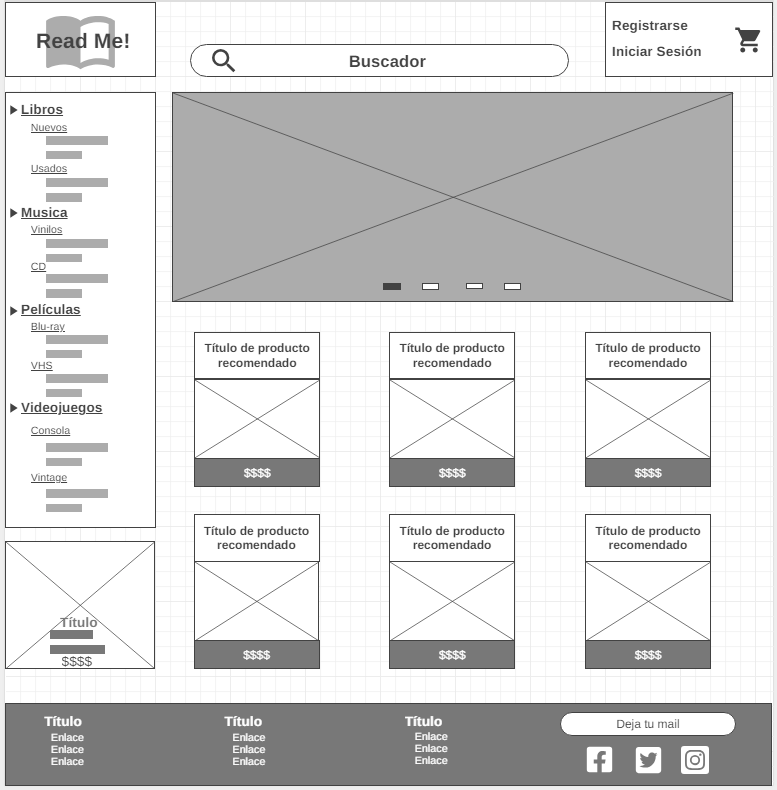 Read Me!
Buscador
Registrarse
Iniciar Sesión
Libros
Nuevos
Usados
Musica
Vinilos
CD
Películas
Blu-ray
VHS
Videojuegos
Consola
Vintage
Título
$$$$
Título de producto
recomendado
$$$$
Título de producto
recomendado
$$$$
Título de producto
recomendado
$$$$
Título de producto
recomendado
$$$$
Título de producto
recomendado
$$$$
Título de producto
recomendado
$$$$
Título
Enlace
Enlace
Enlace
Título
Enlace
Enlace
Enlace
Título
Enlace
Enlace
Enlace
Deja tu mail